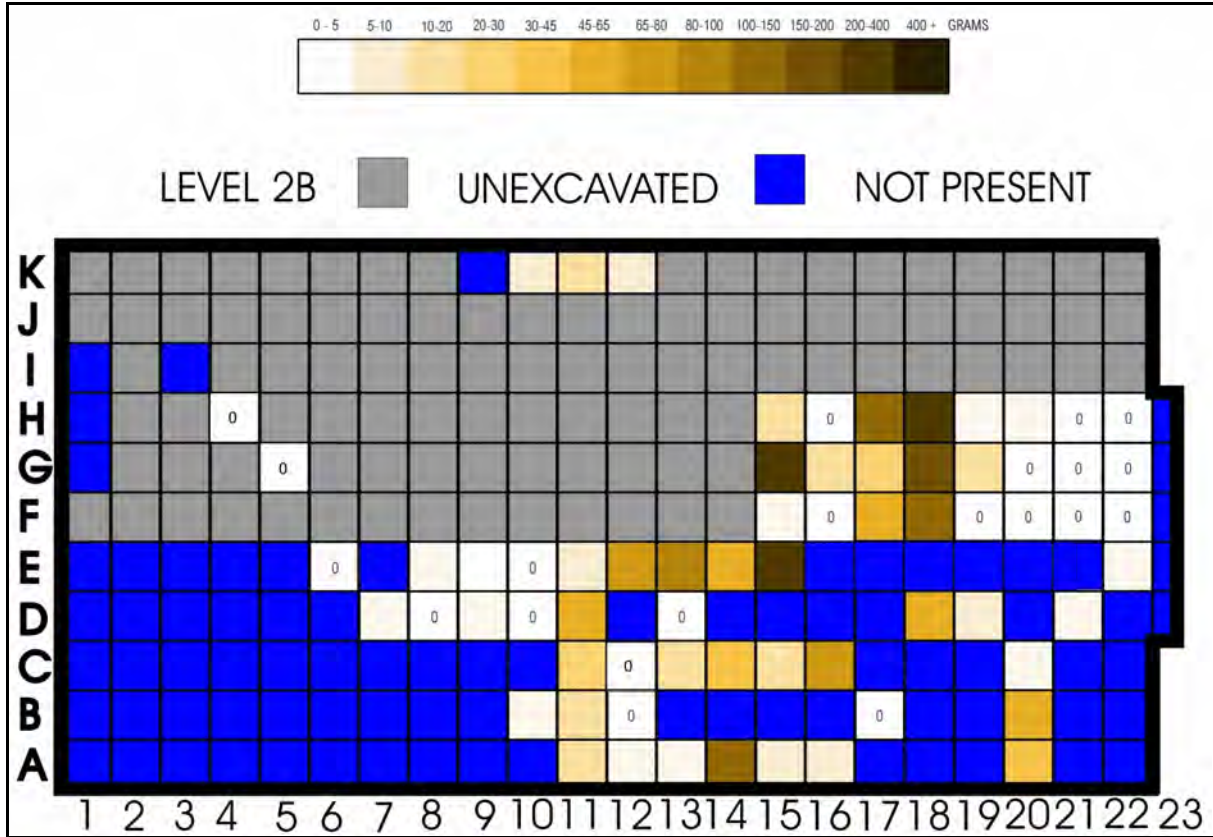 0 - 5 5-10 10-20 20-30 30-45 45-65 65-80 80-100 100-150 150-200 200-400 400 + GRAMS
LEVEL 2B UNEXCAVATED NOT PRESENT
K
J
I
H 0 0 0 0
G 0 0 0 0
F 0 0 0 0 0
E 0 0
D 0 0 0
C 0
B 0 0
A
1 2 3 4 5 6 7 8 9 10 11 12 13 14 15 16 17 18 19 20 21 22 23